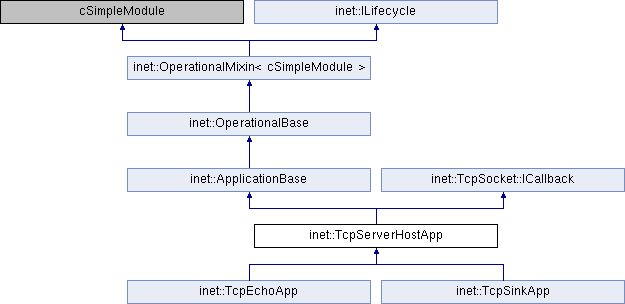 cSimpleModule
inet::ILifecycle
inet::OperationalMixin< cSimpleModule >
inet::OperationalBase
inet::ApplicationBase
inet::TcpSocket::ICallback
inet::TcpServerHostApp
inet::TcpEchoApp
inet::TcpSinkApp